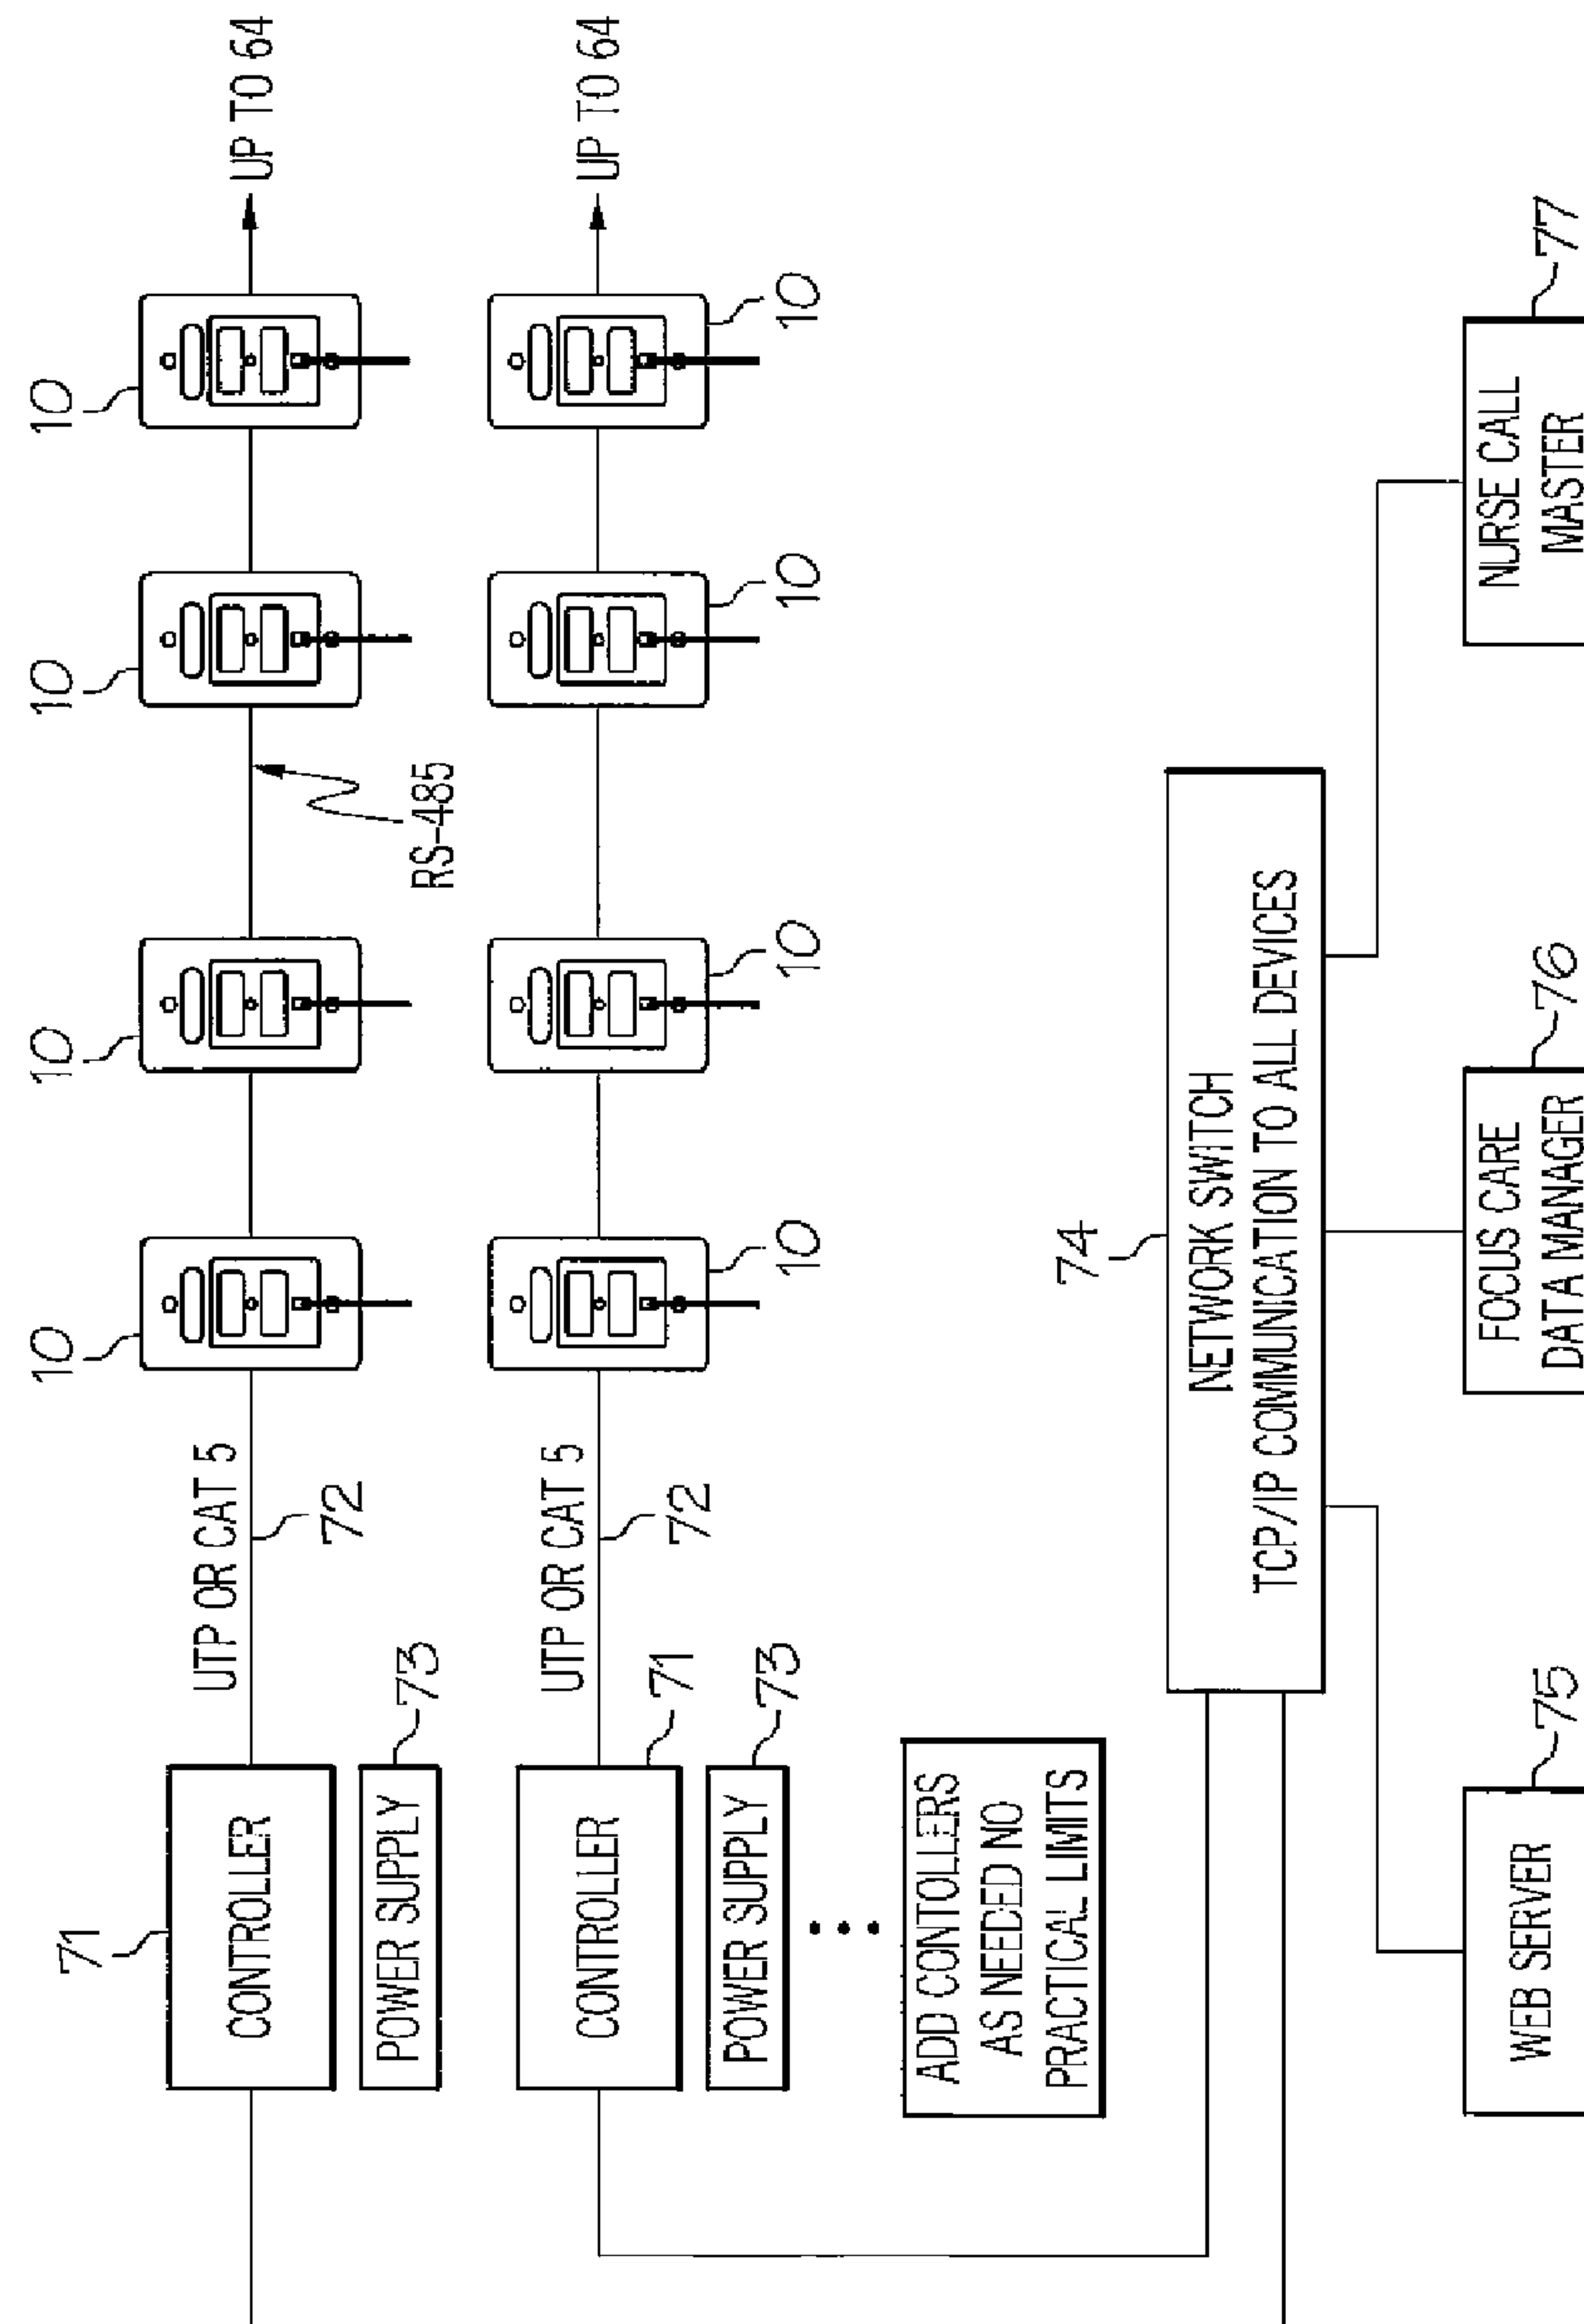 10
10
10
10
71
UTP OR CAT 5
UP TO 64
CONTROLLER
72
RS-485
POWER SUPPLY
73
UTP OR CAT 5
UP TO 64
CONTROLLER
71
72
POWER SUPPLY
73
10
10
10
10
ADD CONTOLLERS
AS NEEDED NO
PRACTICAL LIMITS
74
NETWORK SWITCH
TCP/IP COMMUNICATION TO ALL DEVICES
WEB SERVER
75
FOCUS CARE
DATA MANAGER
76
NURSE CALL
MASTER
77